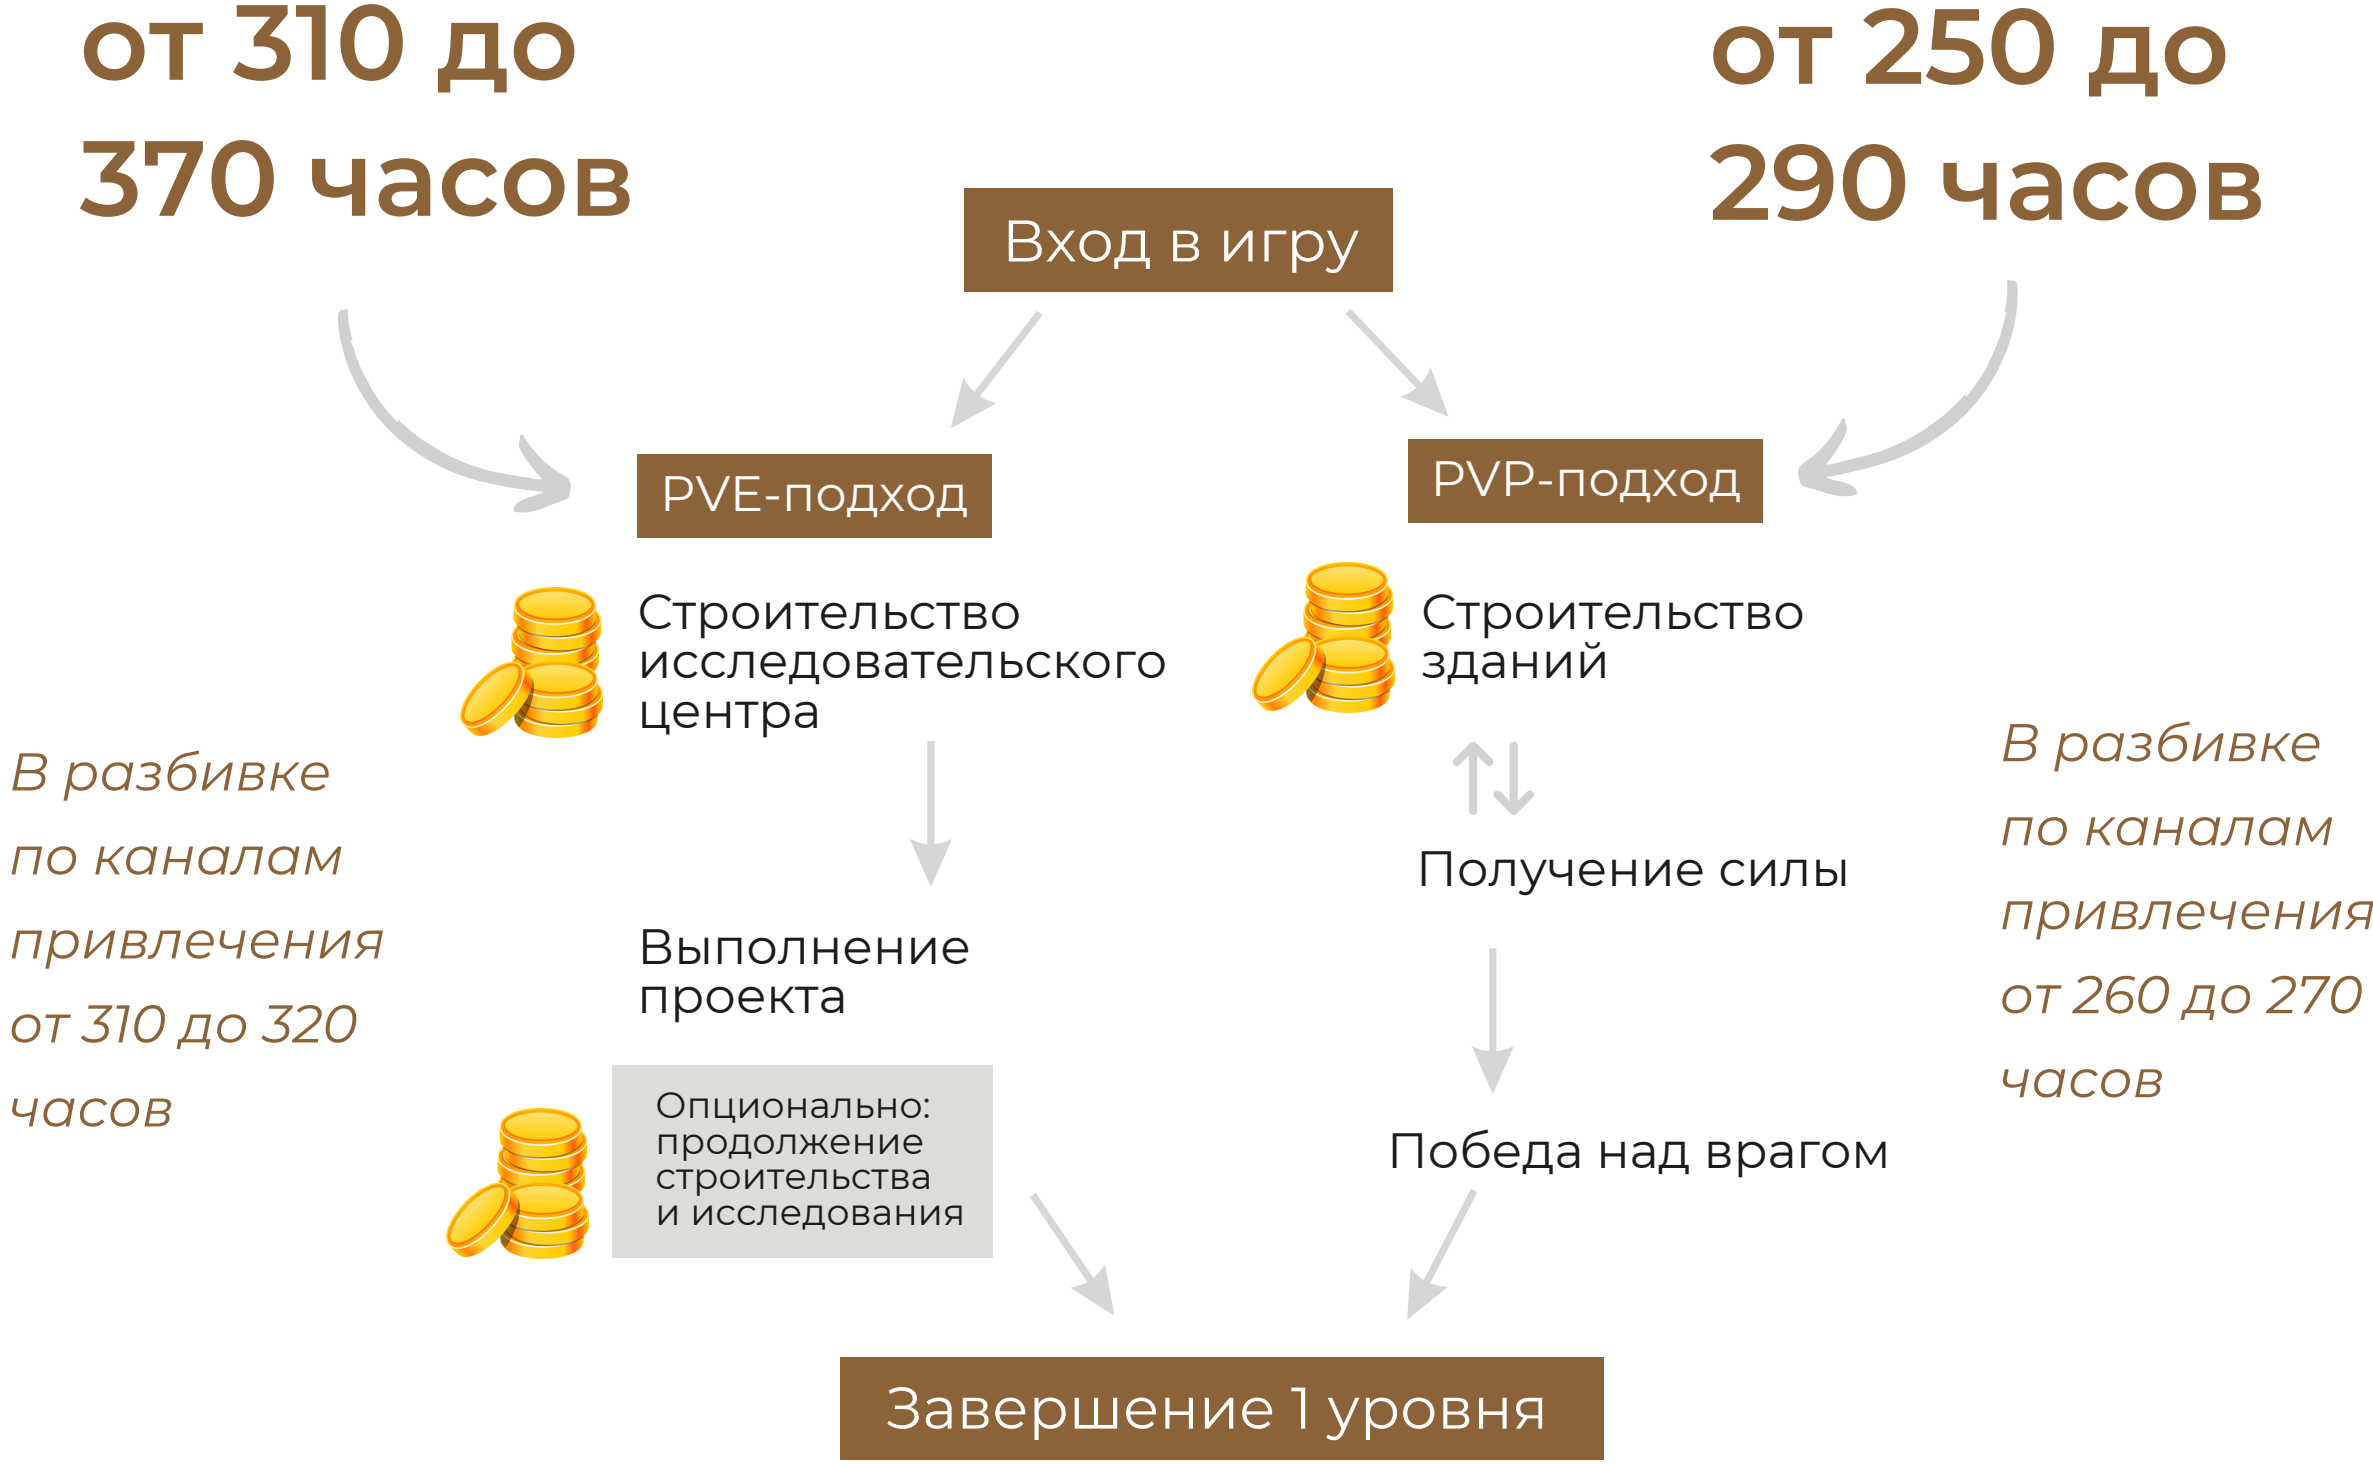 от 310 до
370 часов
от 250 до
290 часов
Вход в игру
PVE-подход
PVP-подход
Строительство
исследовательского
центра
Строительство
зданий
В разбивке
по каналам
привлечения
от 310 до 320
часов
В разбивке
по каналам
привлечения
от 260 до 270
часов
Выполнение
проекта
Получение силы
Опционально:
продолжение
строительства
и исследования
Победа над врагом
Завершение 1 уровня